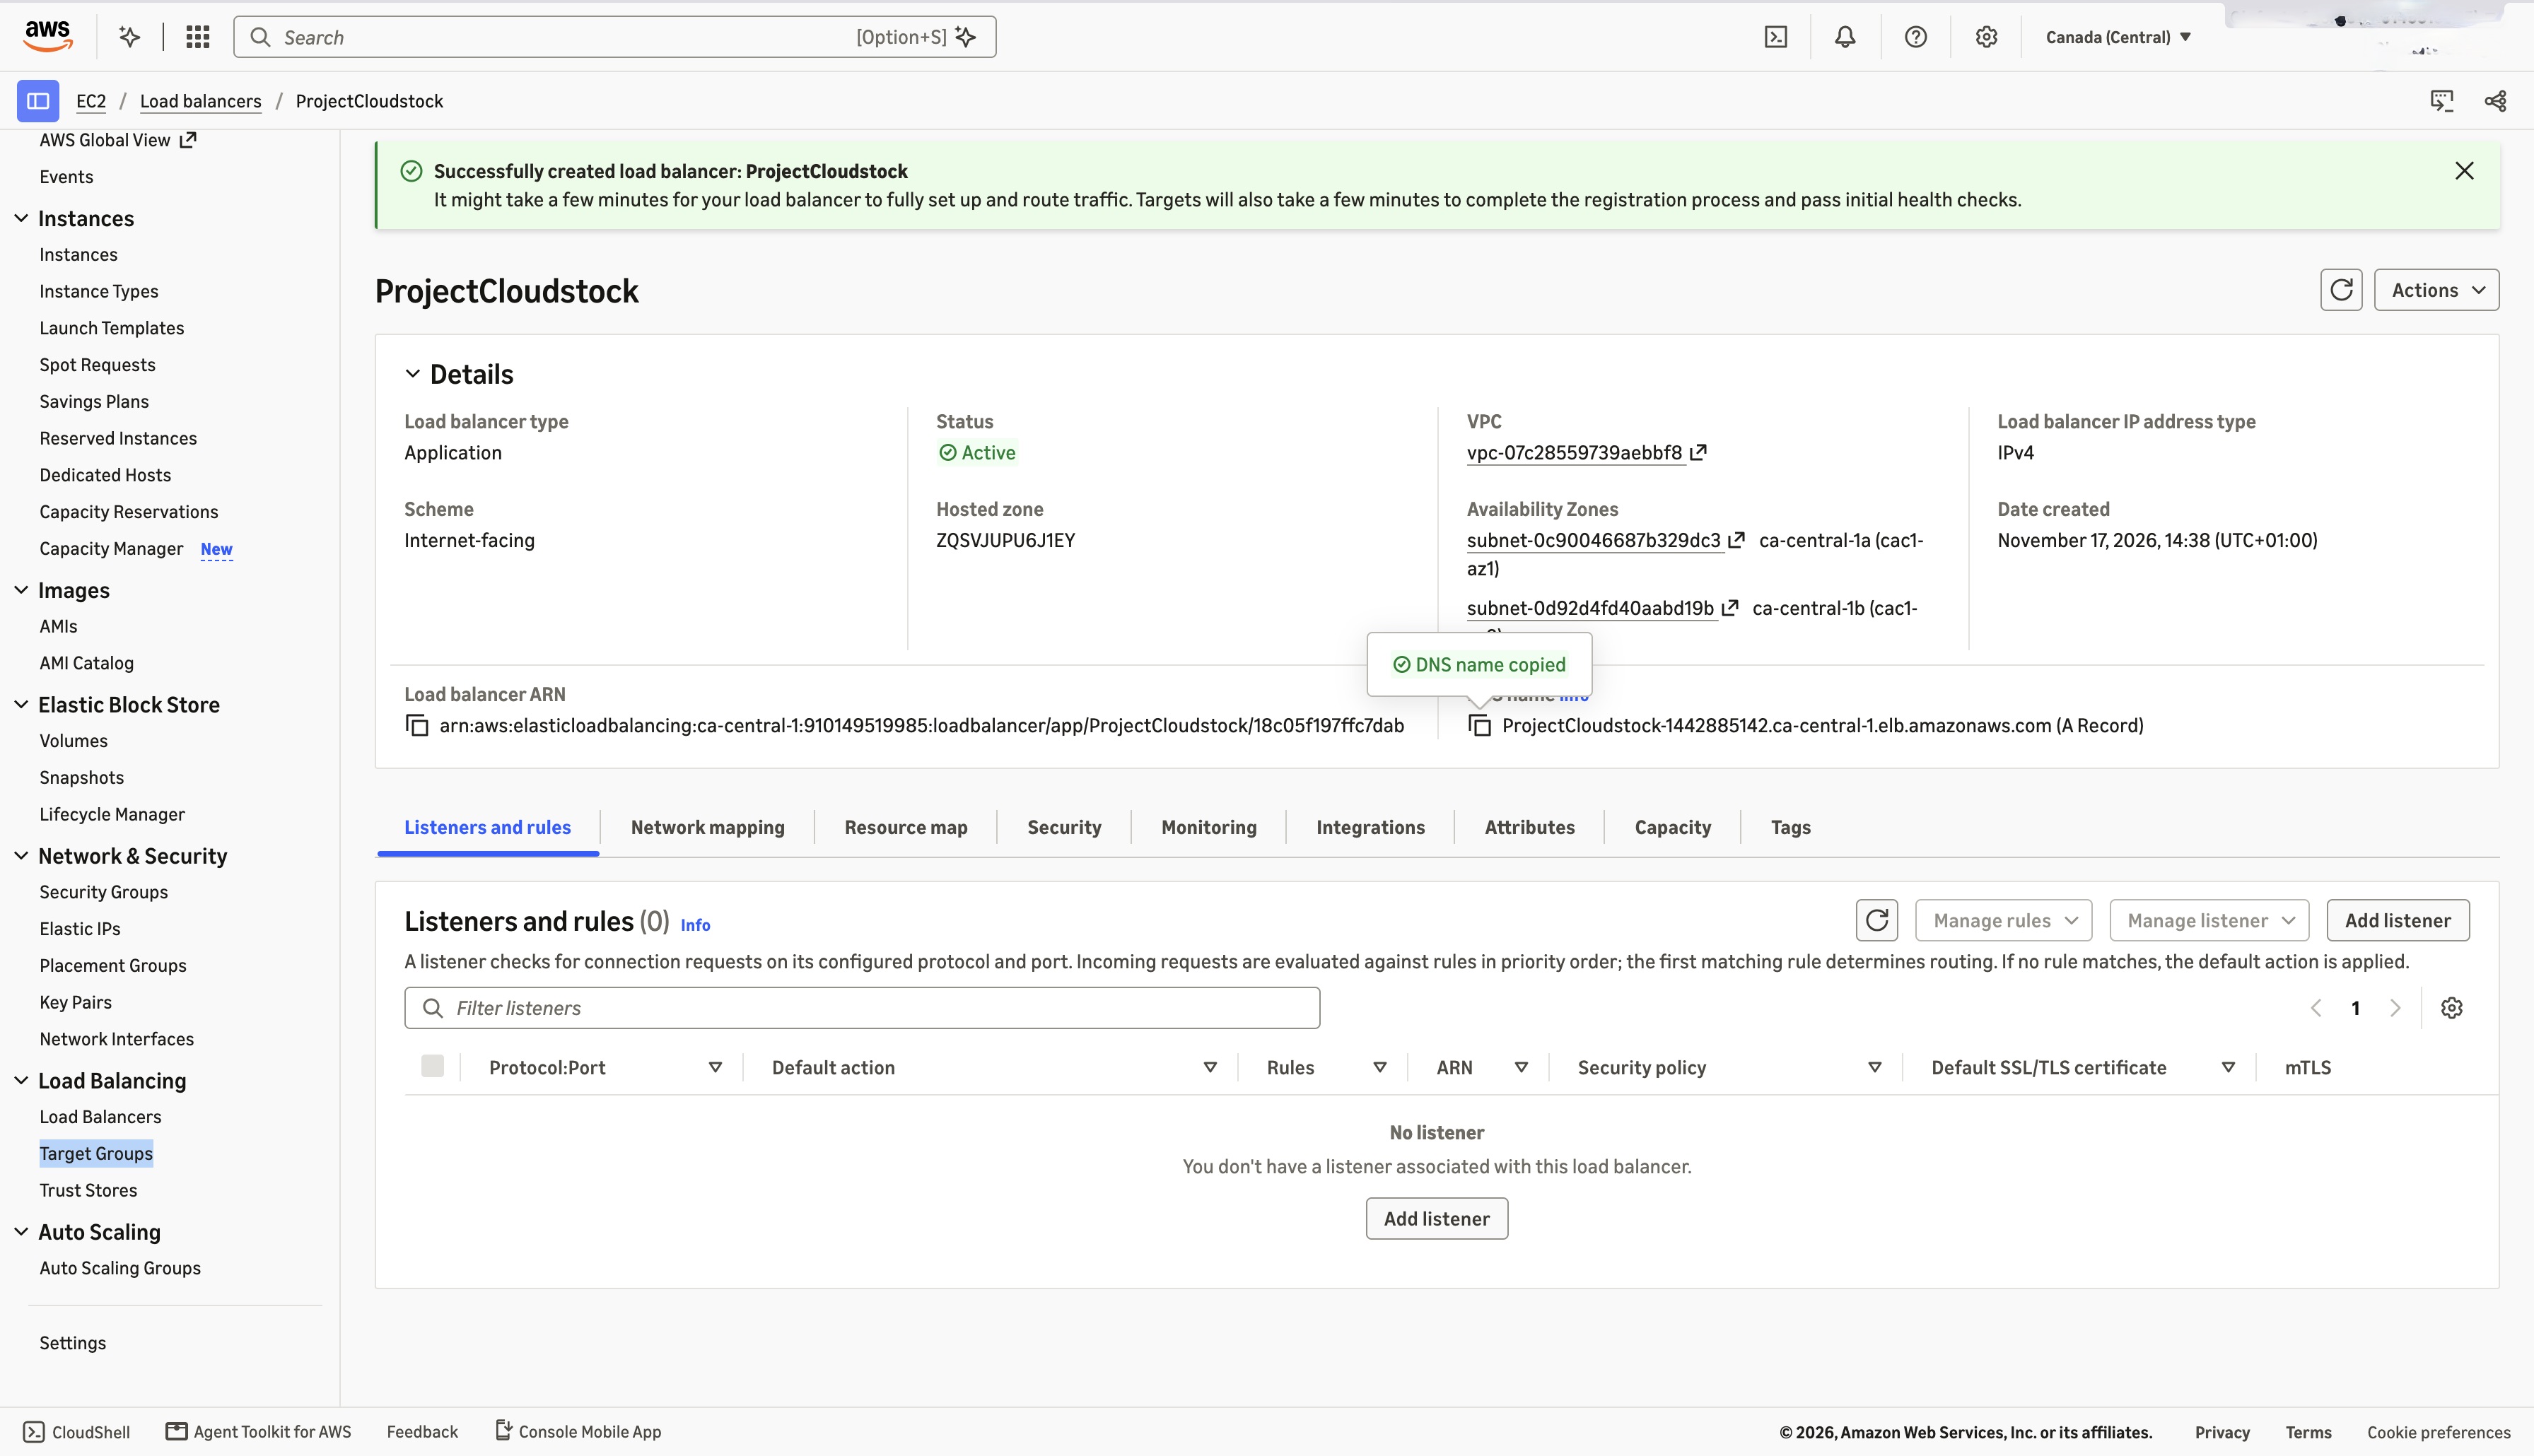 aws
Search
[Option+S]
Canada (Central)
EC2 / Load balancers / ProjectCloudstock
AWS Global View
Events
Instances
Instances
Instance Types
Launch Templates
Spot Requests
Savings Plans
Reserved Instances
Dedicated Hosts
Capacity Reservations
Capacity Manager New
Images
AMIs
AMI Catalog
Elastic Block Store
Volumes
Snapshots
Lifecycle Manager
Network & Security
Security Groups
Elastic IPs
Placement Groups
Key Pairs
Network Interfaces
Load Balancing
Load Balancers
Target Groups
Trust Stores
Auto Scaling
Auto Scaling Groups
Settings
Successfully created load balancer: ProjectCloudstock
It might take a few minutes for your load balancer to fully set up and route traffic. Targets will also take a few minutes to complete the registration process and pass initial health checks.
ProjectCloudstock
Actions
Details
Load balancer type
Application
Scheme
Internet-facing
Status
Active
Hosted zone
ZQSVJUPU6J1EY
VPC
vpc-07c28559739aebbf8
Availability Zones
subnet-0c90046687b329dc3 ca-central-1a (cac1-
az1)
subnet-0d92d4fd40aabd19b ca-central-1b (cac1-
Load balancer IP address type
IPv4
Date created
November 17, 2026, 14:38 (UTC+01:00)
DNS name copied
Load balancer ARN
arn:aws:elasticloadbalancing:ca-central-1:910149519985:loadbalancer/app/ProjectCloudstock/18c05f197ffc7dab
ProjectCloudstock-1442885142.ca-central-1.elb.amazonaws.com (A Record)
Listeners and rules
Network mapping
Resource map
Security
Monitoring
Integrations
Attributes
Capacity
Tags
Listeners and rules (0) Info
Manage rules
Manage listener
Add listener
A listener checks for connection requests on its configured protocol and port. Incoming requests are evaluated against rules in priority order; the first matching rule determines routing. If no rule matches, the default action is applied.
Filter listeners
1
Protocol:Port
Default action
Rules
ARN
Security policy
Default SSL/TLS certificate
mTLS
No listener
You don't have a listener associated with this load balancer.
Add listener
CloudShell
Agent Toolkit for AWS
Feedback
Console Mobile App
© 2026, Amazon Web Services, Inc. or its affiliates.
Privacy
Terms
Cookie preferences